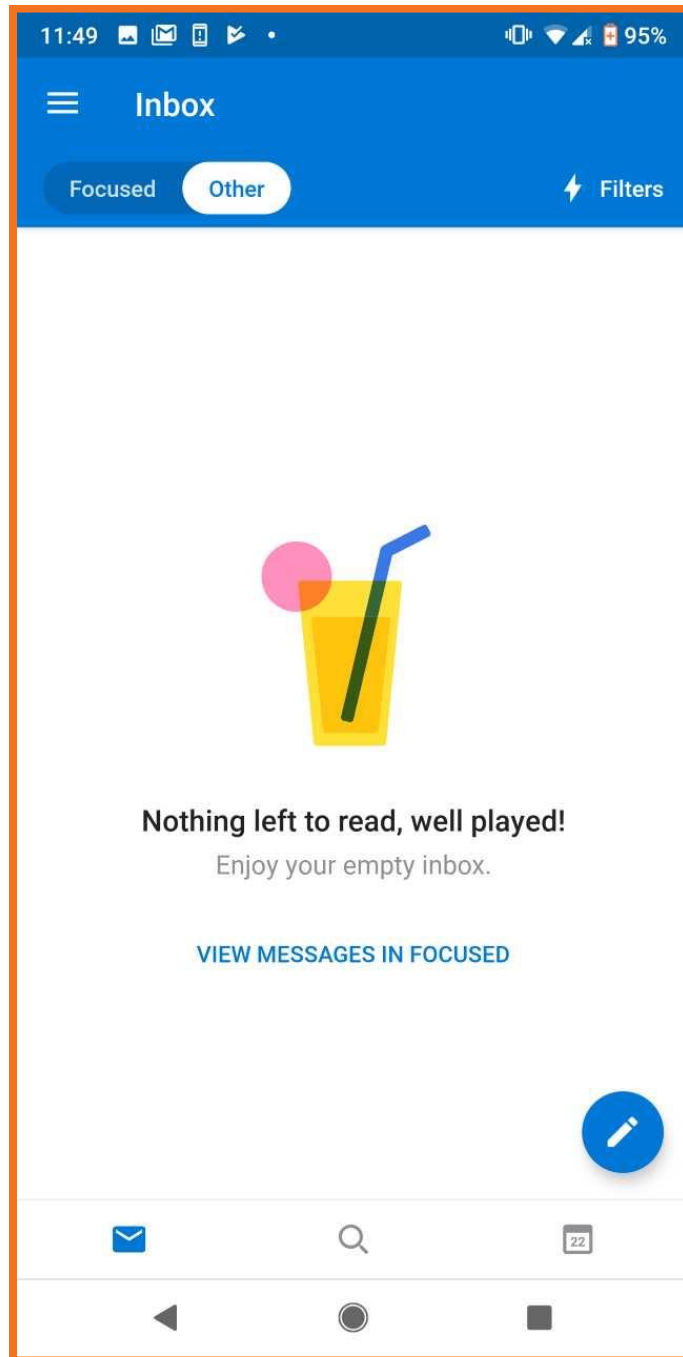 11:49 95%
Inbox
Focused Other Filters
Nothing left to read, well played!
Enjoy your empty inbox.
VIEW MESSAGES IN FOCUSED
22